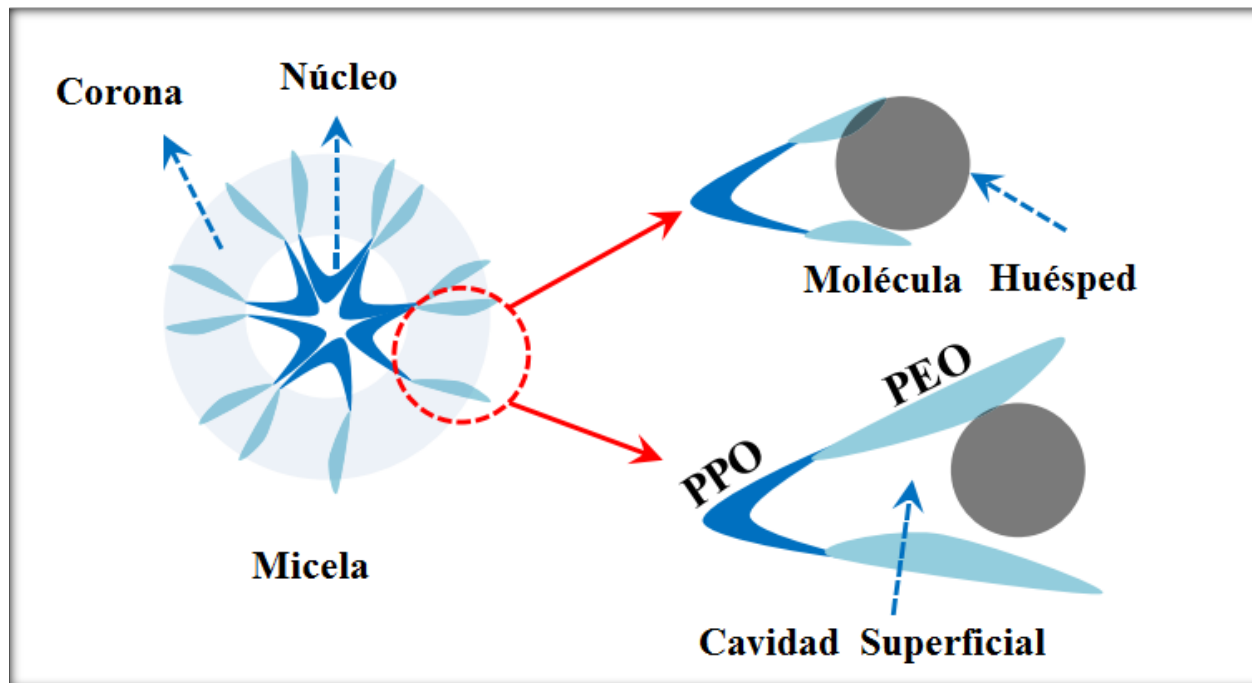 Corona
Núcleo
Micela
Molécula Huésped
PEO
PPO
Cavidad Superficial